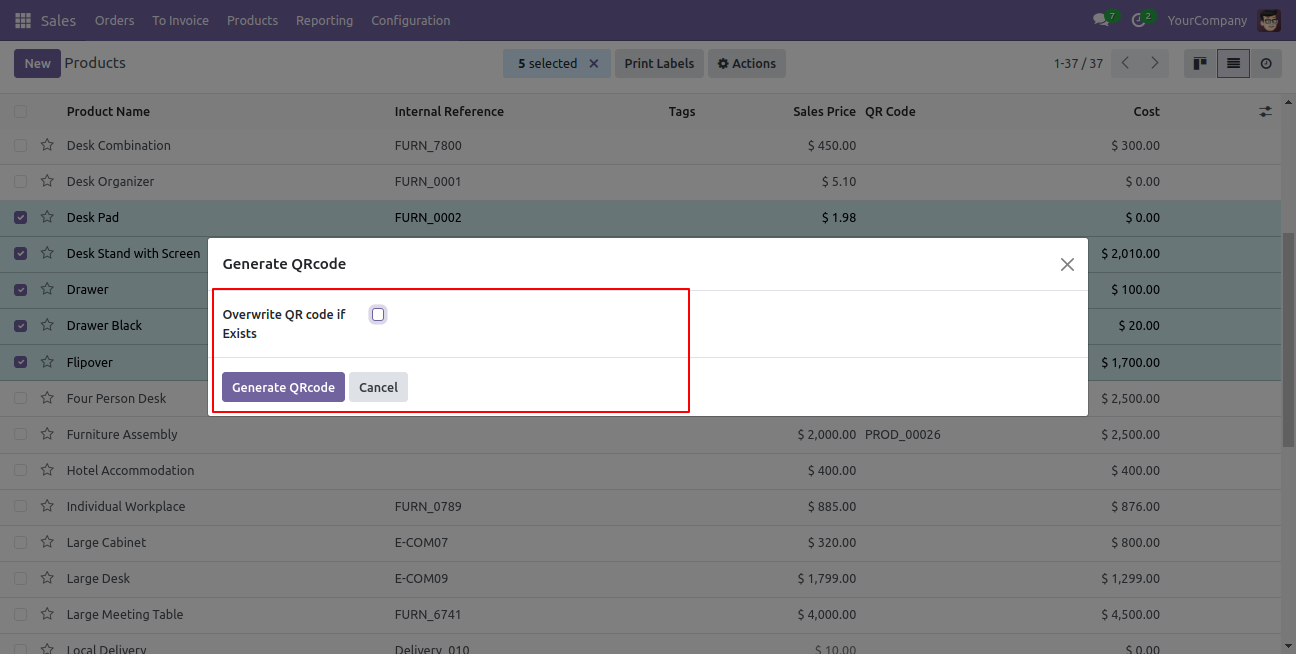 Sales Orders To Invoice Products Reporting Configuration 7 2 YourCompany
New Products 5 selected × Print Labels Actions 1-37 / 37
Product Name Internal Reference Tags Sales Price QR Code Cost
Desk Combination FURN_7800 $ 450.00 $ 300.00
Desk Organizer FURN_0001 $ 5.10 $ 0.00
Desk Pad FURN_0002 $ 1.98 $ 0.00
Desk Stand with Screen $ 2,010.00
Drawer $ 100.00
Drawer Black $ 20.00
Flipover $ 1,700.00
Generate QRcode
Overwrite QR code if
Exists
Generate QRcode Cancel
Four Person Desk $ 2,500.00
Furniture Assembly $ 2,000.00 PROD_00026 $ 2,500.00
Hotel Accommodation $ 400.00 $ 400.00
Individual Workplace FURN_0789 $ 885.00 $ 876.00
Large Cabinet E-COM07 $ 320.00 $ 800.00
Large Desk E-COM09 $ 1,799.00 $ 1,299.00
Large Meeting Table FURN_6741 $ 4,000.00 $ 4,500.00
Local Delivery Delivery_010 $ 10.00 $ 0.00